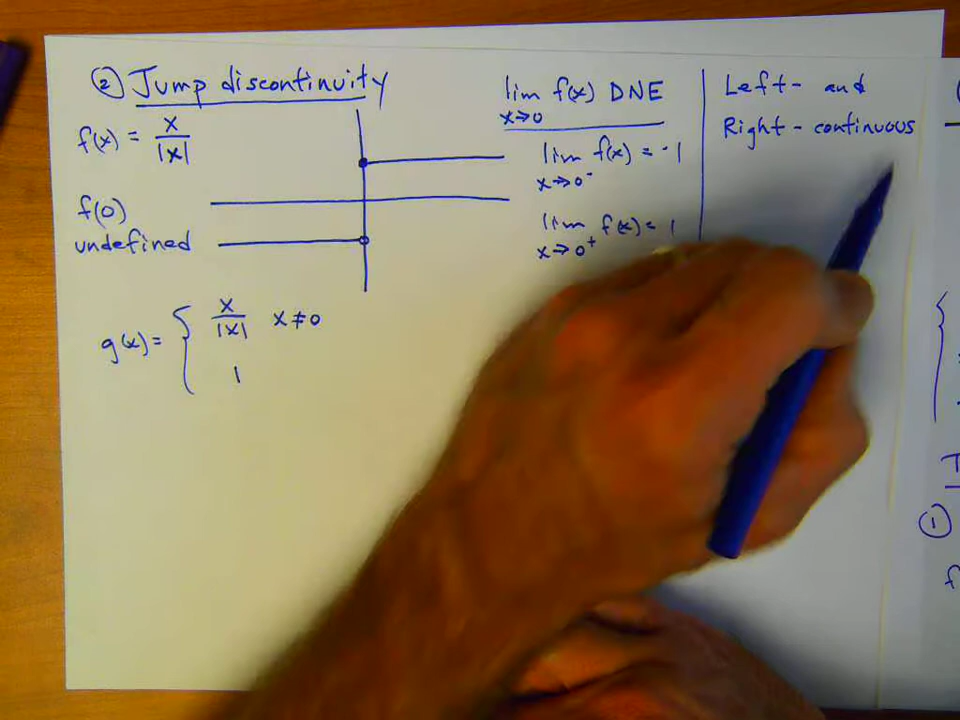 ② Jump discontinuity
f(x) = x/|x|
f(0)
undefined
g(x) = { x/|x| x ≠ 0
1
lim f(x) DNE
x→0
lim f(x) = -1
x→0⁻
lim f(x) = 1
x→0⁺
Left- and
Right-continuous
①